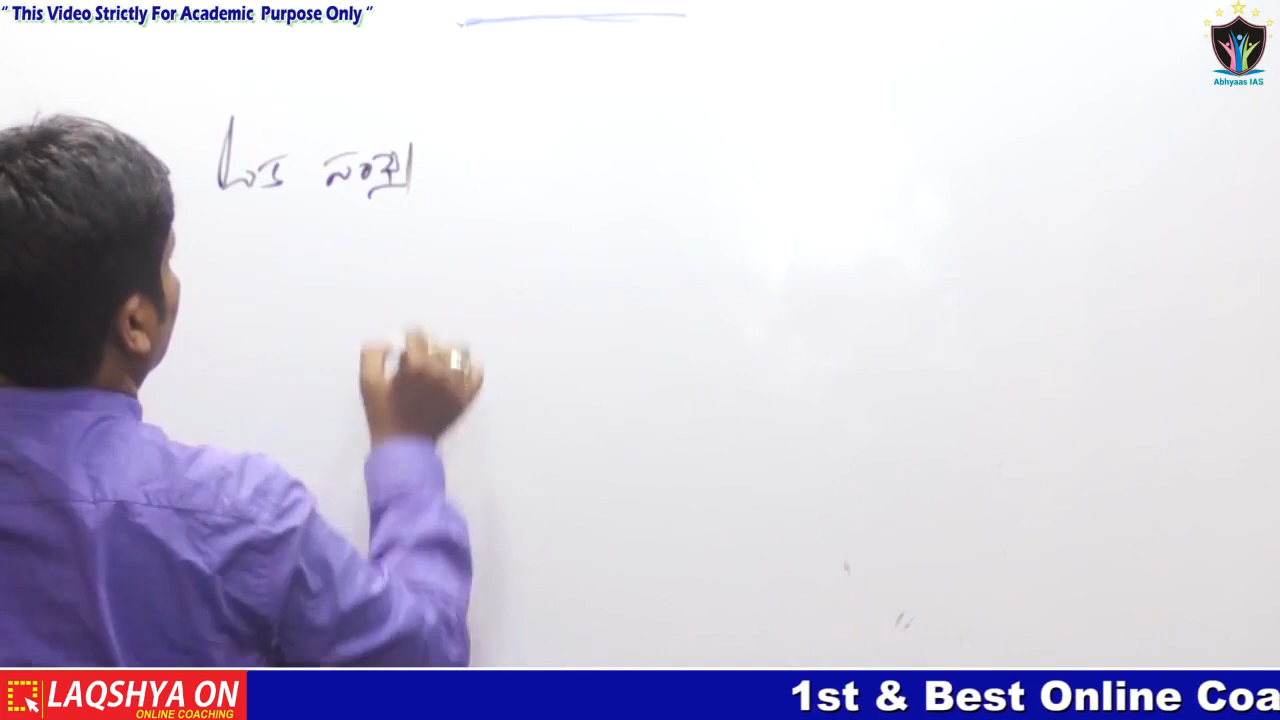 “ This Video Strictly For Academic Purpose Only ”
Abhyaas IAS
LAQSHYA ON
ONLINE COACHING
1st & Best Online Coa